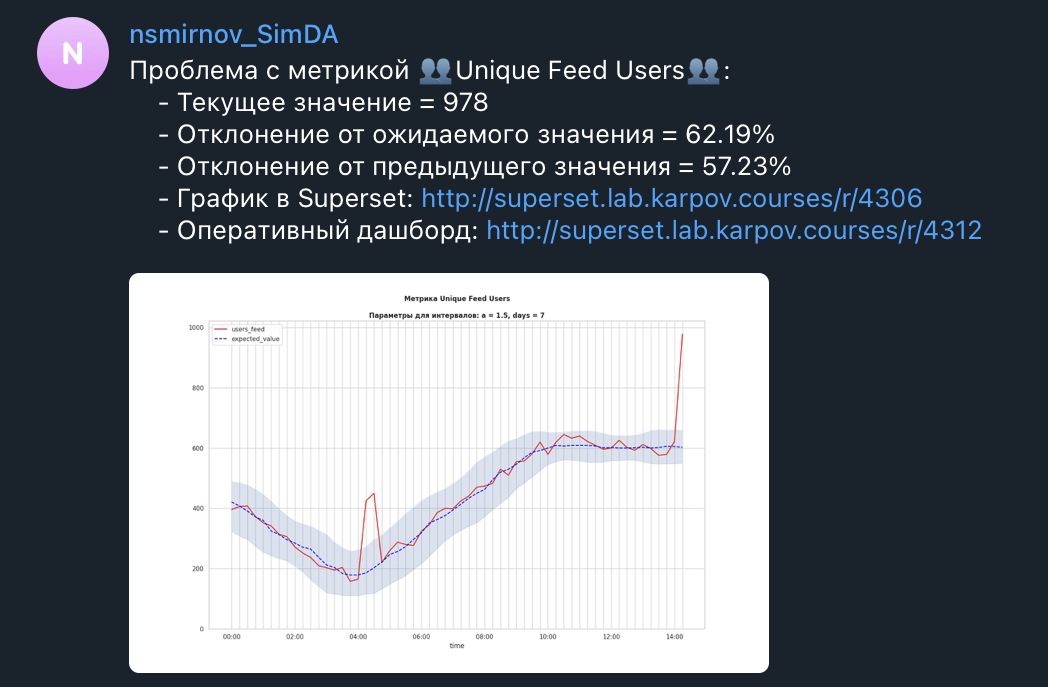 N
nsmirnov_SimDA
Проблема с метрикой 👥Unique Feed Users👥:
- Текущее значение = 978
- Отклонение от ожидаемого значения = 62.19%
- Отклонение от предыдущего значения = 57.23%
- График в Superset: http://superset.lab.karpov.courses/r/4306
- Оперативный дашборд: http://superset.lab.karpov.courses/r/4312
Метрика Unique Feed Users
Параметры для интервалов: a = 1.5, days = 7
users_feed
expected_value
1000
800
600
400
200
0
00:00 02:00 04:00 06:00 08:00 10:00 12:00 14:00
time